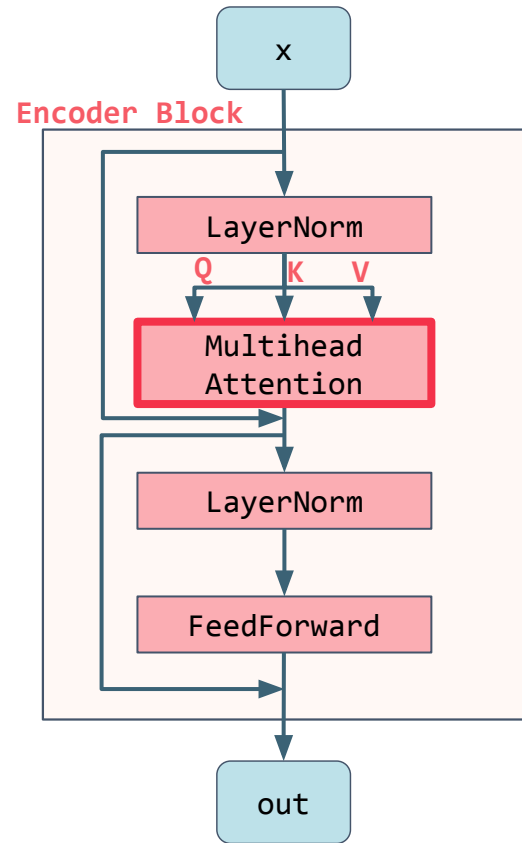 x
Encoder Block
LayerNorm
Q K V
Multihead
Attention
LayerNorm
FeedForward
out